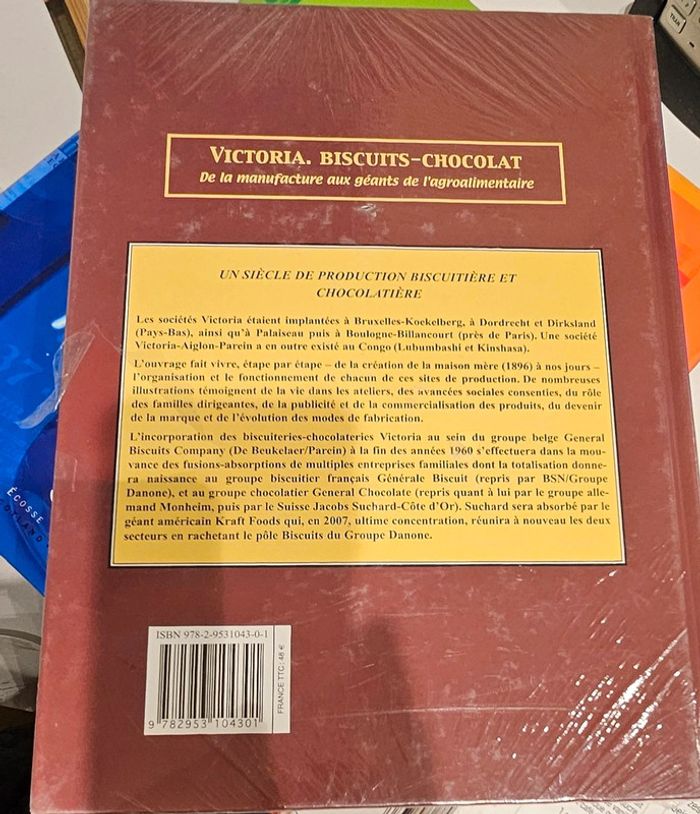 VICTORIA. BISCUITS-CHOCOLAT
De la manufacture aux géants de l'agroalimentaire
UN SIÈCLE DE PRODUCTION BISCUITIÈRE ET
CHOCOLATIÈRE
Les sociétés Victoria étaient implantées à Bruxelles-Koekelberg, à Dordrecht et Dirksland
(Pays-Bas), ainsi qu'à Palaiseau puis à Boulogne-Billancourt (près de Paris). Une société
Victoria-Aiglon-Parein a en outre existé au Congo (Lubumbashi et Kinshasa).
L'ouvrage fait vivre, étape par étape – de la création de la maison mère (1896) à nos jours –
l'organisation et le fonctionnement de chacun de ces sites de production. De nombreuses
illustrations témoignent de la vie dans les ateliers, des avancées sociales consenties, du rôle
des familles dirigeantes, de la publicité et de la commercialisation des produits, du devenir
de la marque et de l'évolution des modes de fabrication.
L'incorporation des biscuiteries-chocolateries Victoria au sein du groupe belge General
Biscuits Company (De Beukelaer/Parein) à la fin des années 1960 s'effectuera dans la mou-
vance des fusions-absorptions de multiples entreprises familiales dont la totalisation donne-
ra naissance au groupe biscuitier français Générale Biscuit (repris par BSN/Groupe
Danone), et au groupe chocolatier General Chocolate (repris quant à lui par le groupe alle-
mand Monheim, puis par le Suisse Jacobs Suchard-Côte d'Or). Suchard sera absorbé par le
géant américain Kraft Foods qui, en 2007, ultime concentration, réunira à nouveau les deux
secteurs en rachetant le pôle Biscuits du Groupe Danone.
ISBN 978-2-9531043-0-1
9 782953 104301
FRANCE TTC: 48 €
37
ÉCOSSE